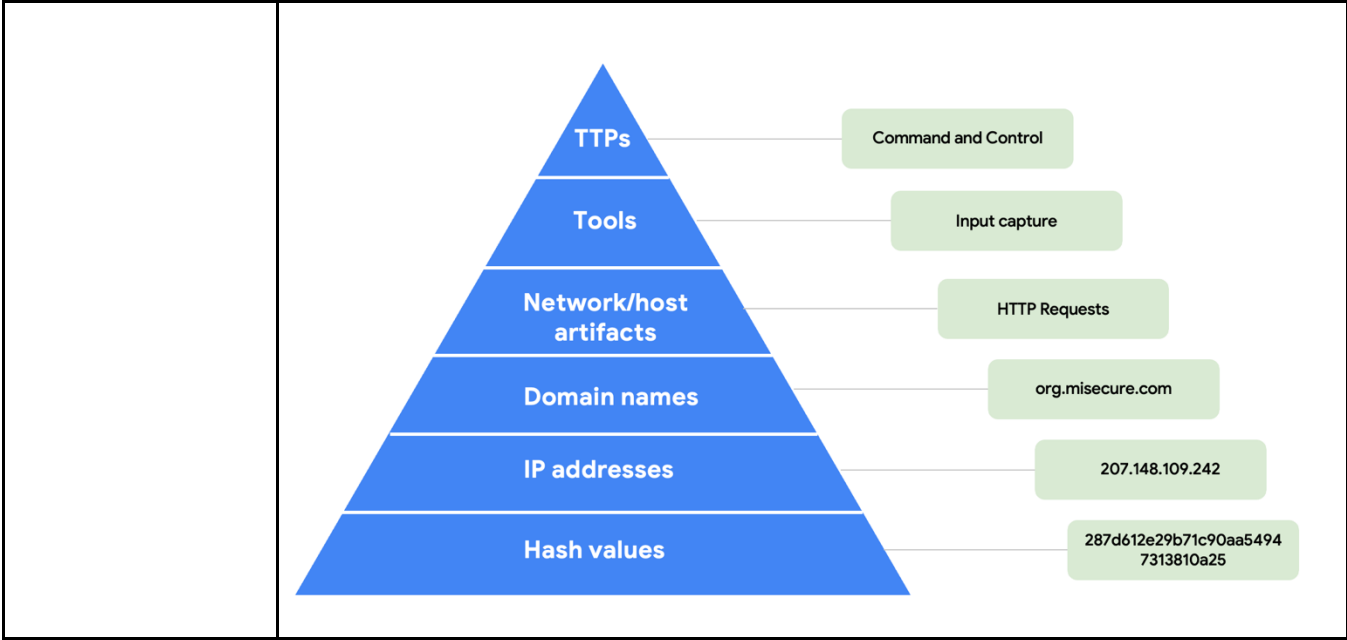 TTPs
Command and Control
Tools
Input capture
Network/host
artifacts
HTTP Requests
Domain names
org.misecure.com
IP addresses
207.148.109.242
Hash values
287d612e29b71c90aa5494
7313810a25